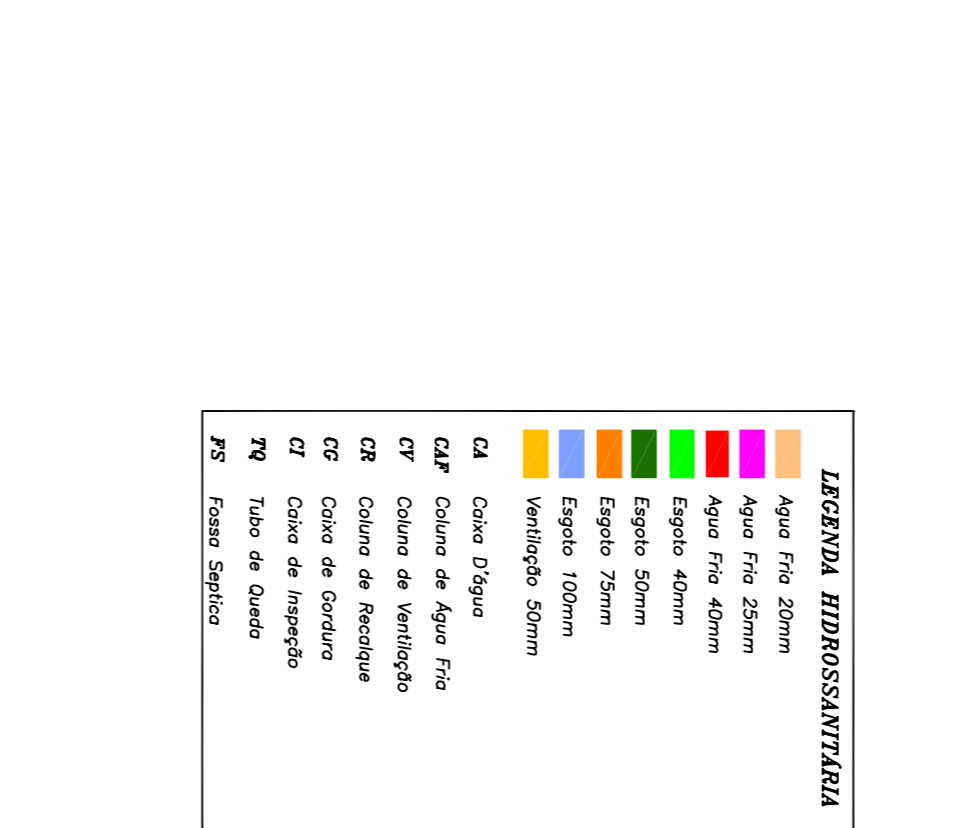 LEGENDA HIDROSSANITÁRIA
Agua Fria 20mm
Agua Fria 25mm
Agua Fria 40mm
Esgoto 40mm
Esgoto 50mm
Esgoto 75mm
Esgoto 100mm
Ventilação 50mm
CA Caixa D'água
CAF Coluna de Água Fria
CV Coluna de Ventilação
CR Coluna de Recalque
CG Caixa de Gordura
CI Caixa de Inspeção
TQ Tubo de Queda
FS Fossa Septica